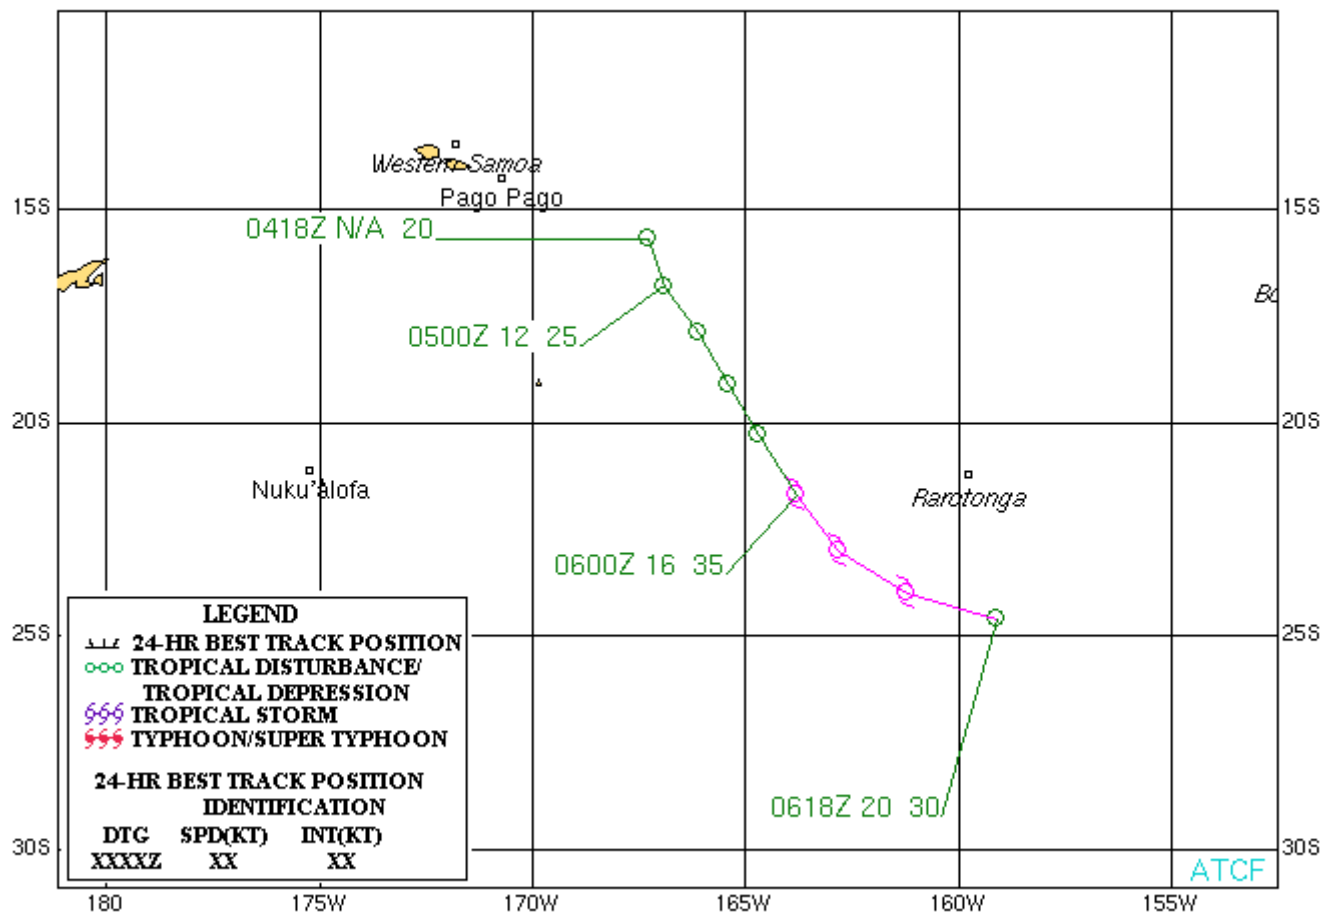 Western Samoa
Pago Pago
15S
15S
0418Z N/A 20
0500Z 12 25
20S
20S
Nuku'alofa
Rarotonga
0600Z 16 35
25S
25S
LEGEND
24-HR BEST TRACK POSITION
TROPICAL DISTURBANCE/
TROPICAL DEPRESSION
TROPICAL STORM
TYPHOON/SUPER TYPHOON
24-HR BEST TRACK POSITION
IDENTIFICATION
DTG SPD(KT) INT(KT)
XXXXZ XX XX
0618Z 20 30
30S
30S
ATCF
180 175W 170W 165W 160W 155W